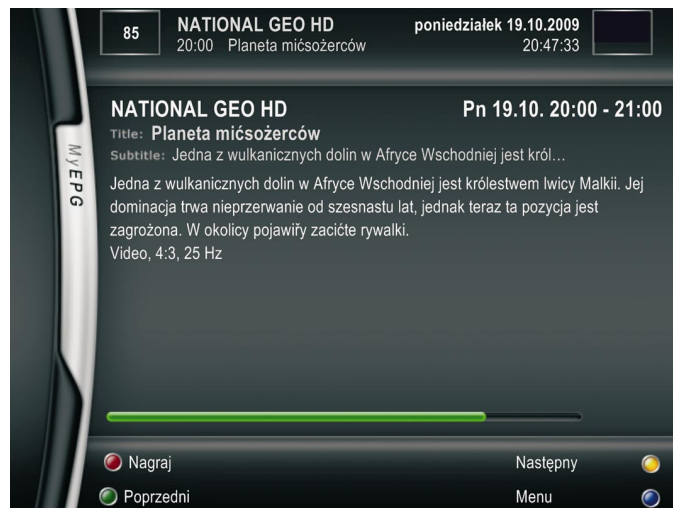 85 NATIONAL GEO HD poniedziałek 19.10.2009
20:00 Planeta mićsożerców 20:47:33
NATIONAL GEO HD Pn 19.10. 20:00 - 21:00
Title: Planeta mićsożerców
Subtitle: Jedna z wulkanicznych dolin w Afryce Wschodniej jest król…
Jedna z wulkanicznych dolin w Afryce Wschodniej jest królestwem lwicy Malkii. Jej
dominacja trwa nieprzerwanie od szesnastu lat, jednak teraz ta pozycja jest
zagrożona. W okolicy pojawiřy zacićte rywalki.
Video, 4:3, 25 Hz
MyEPG
Nagraj Następny
Poprzedni Menu